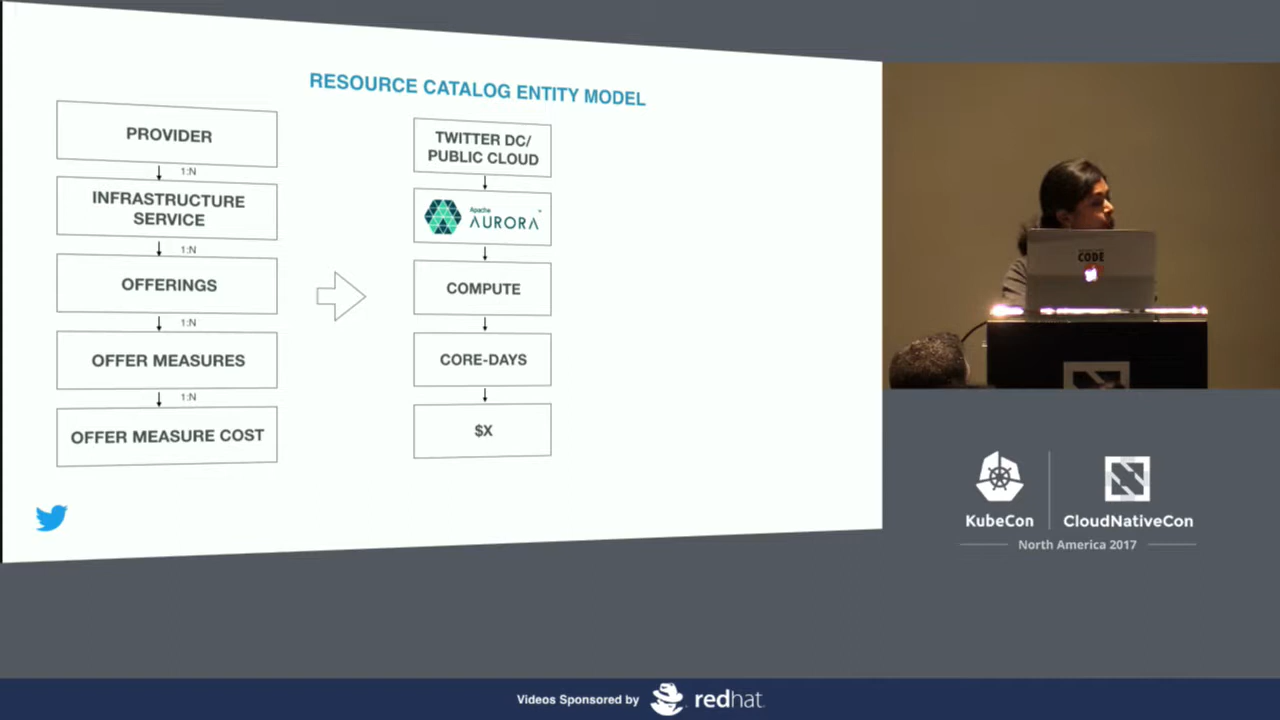 RESOURCE CATALOG ENTITY MODEL
PROVIDER
1:N
INFRASTRUCTURE
SERVICE
1:N
OFFERINGS
1:N
OFFER MEASURES
1:N
OFFER MEASURE COST
TWITTER DC/
PUBLIC CLOUD
Apache
AURORA
COMPUTE
CORE-DAYS
$X
CODE
KubeCon
CloudNativeCon
North America 2017
Videos Sponsored by
redhat